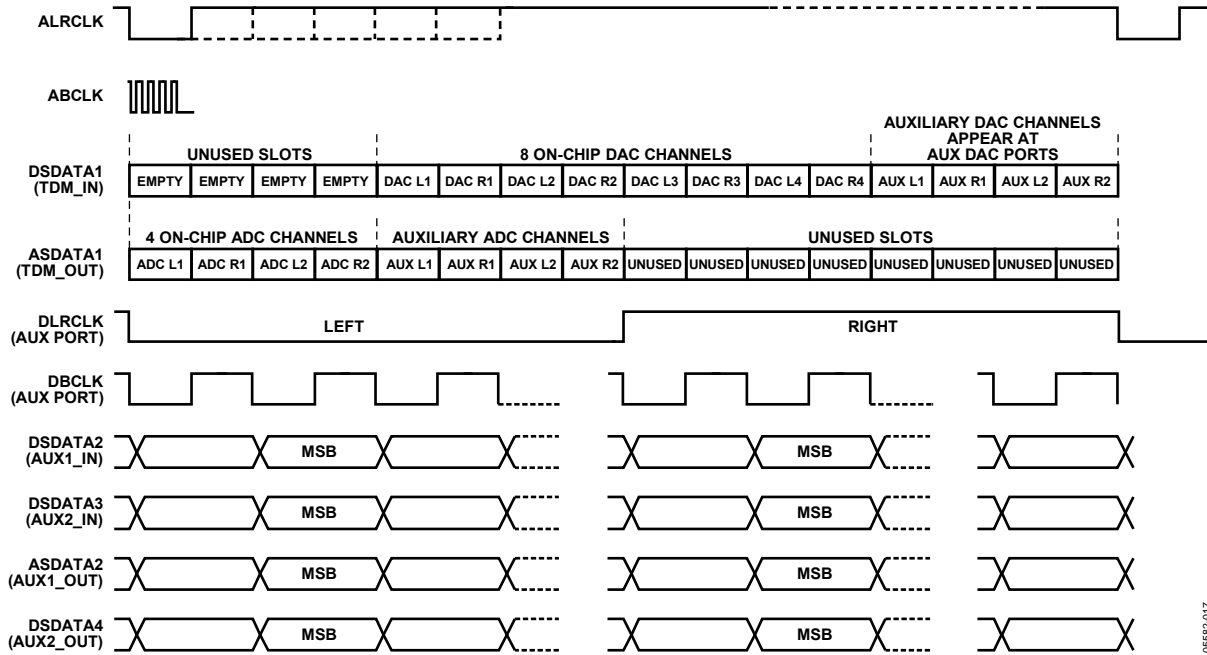 ALRCLK
ABCLK
AUXILIARY DAC CHANNELS
APPEAR AT
AUX DAC PORTS
UNUSED SLOTS
8 ON-CHIP DAC CHANNELS
DSDATA1
(TDM_IN)
EMPTY EMPTY EMPTY EMPTY DAC L1 DAC R1 DAC L2 DAC R2 DAC L3 DAC R3 DAC L4 DAC R4 AUX L1 AUX R1 AUX L2 AUX R2
4 ON-CHIP ADC CHANNELS
AUXILIARY ADC CHANNELS
UNUSED SLOTS
ASDATA1
(TDM_OUT)
ADC L1 ADC R1 ADC L2 ADC R2 AUX L1 AUX R1 AUX L2 AUX R2 UNUSED UNUSED UNUSED UNUSED UNUSED UNUSED UNUSED UNUSED
DLRCLK
(AUX PORT)
LEFT
RIGHT
DBCLK
(AUX PORT)
DSDATA2
(AUX1_IN)
MSB
MSB
DSDATA3
(AUX2_IN)
MSB
MSB
ASDATA2
(AUX1_OUT)
MSB
MSB
DSDATA4
(AUX2_OUT)
MSB
MSB
05582-017